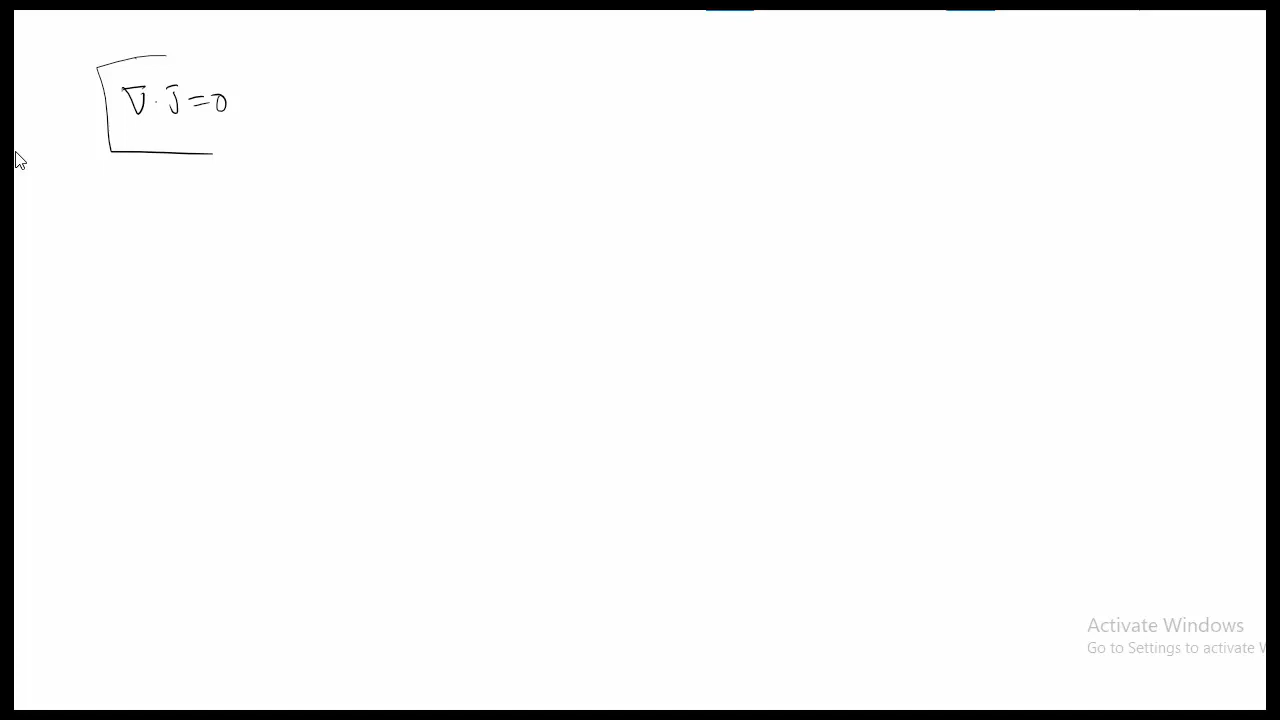 ∇̄ · J̄ = 0
Activate Windows
Go to Settings to activate W